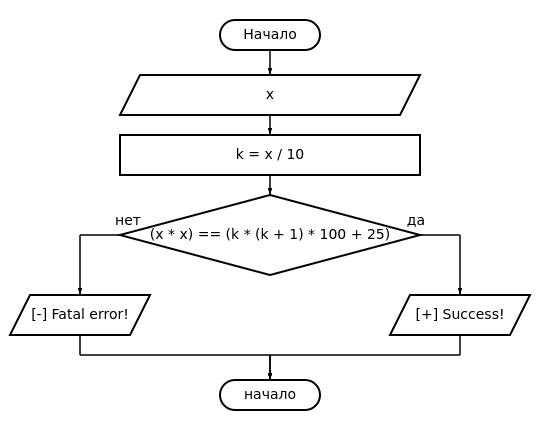 Начало
x
k = x / 10
нет
да
(x * x) == (k * (k + 1) * 100 + 25)
[-] Fatal error!
[+] Success!
начало